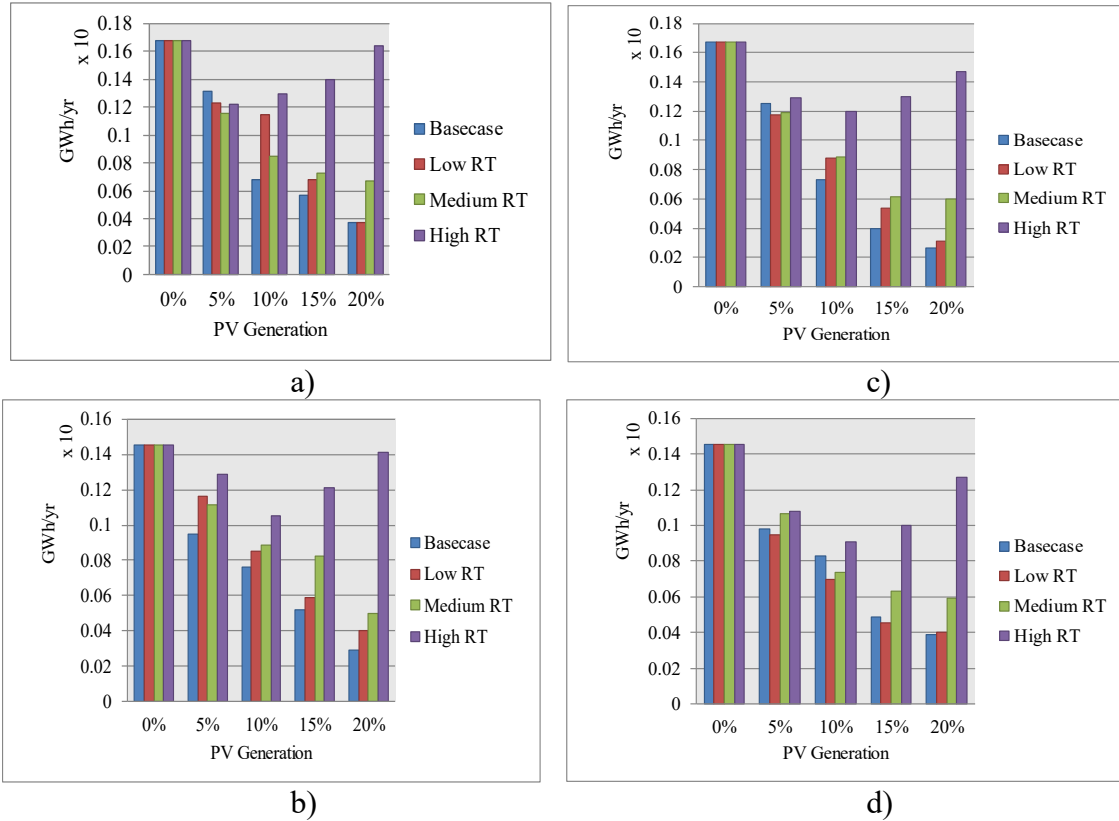 0.18
0.16
0.14
0.12
0.1
0.08
0.06
0.04
0.02
0
x 10
GWh/yr
0% 5% 10% 15% 20%
PV Generation
Basecase
Low RT
Medium RT
High RT
a)
0.18
0.16
0.14
0.12
0.1
0.08
0.06
0.04
0.02
0
x 10
GWh/yr
0% 5% 10% 15% 20%
PV Generation
Basecase
Low RT
Medium RT
High RT
c)
0.16
0.14
0.12
0.1
0.08
0.06
0.04
0.02
0
x 10
GWh/yr
0% 5% 10% 15% 20%
PV Generation
Basecase
Low RT
Medium RT
High RT
b)
0.16
0.14
0.12
0.1
0.08
0.06
0.04
0.02
0
x 10
GWh/yr
0% 5% 10% 15% 20%
PV Generation
Basecase
Low RT
Medium RT
High RT
d)